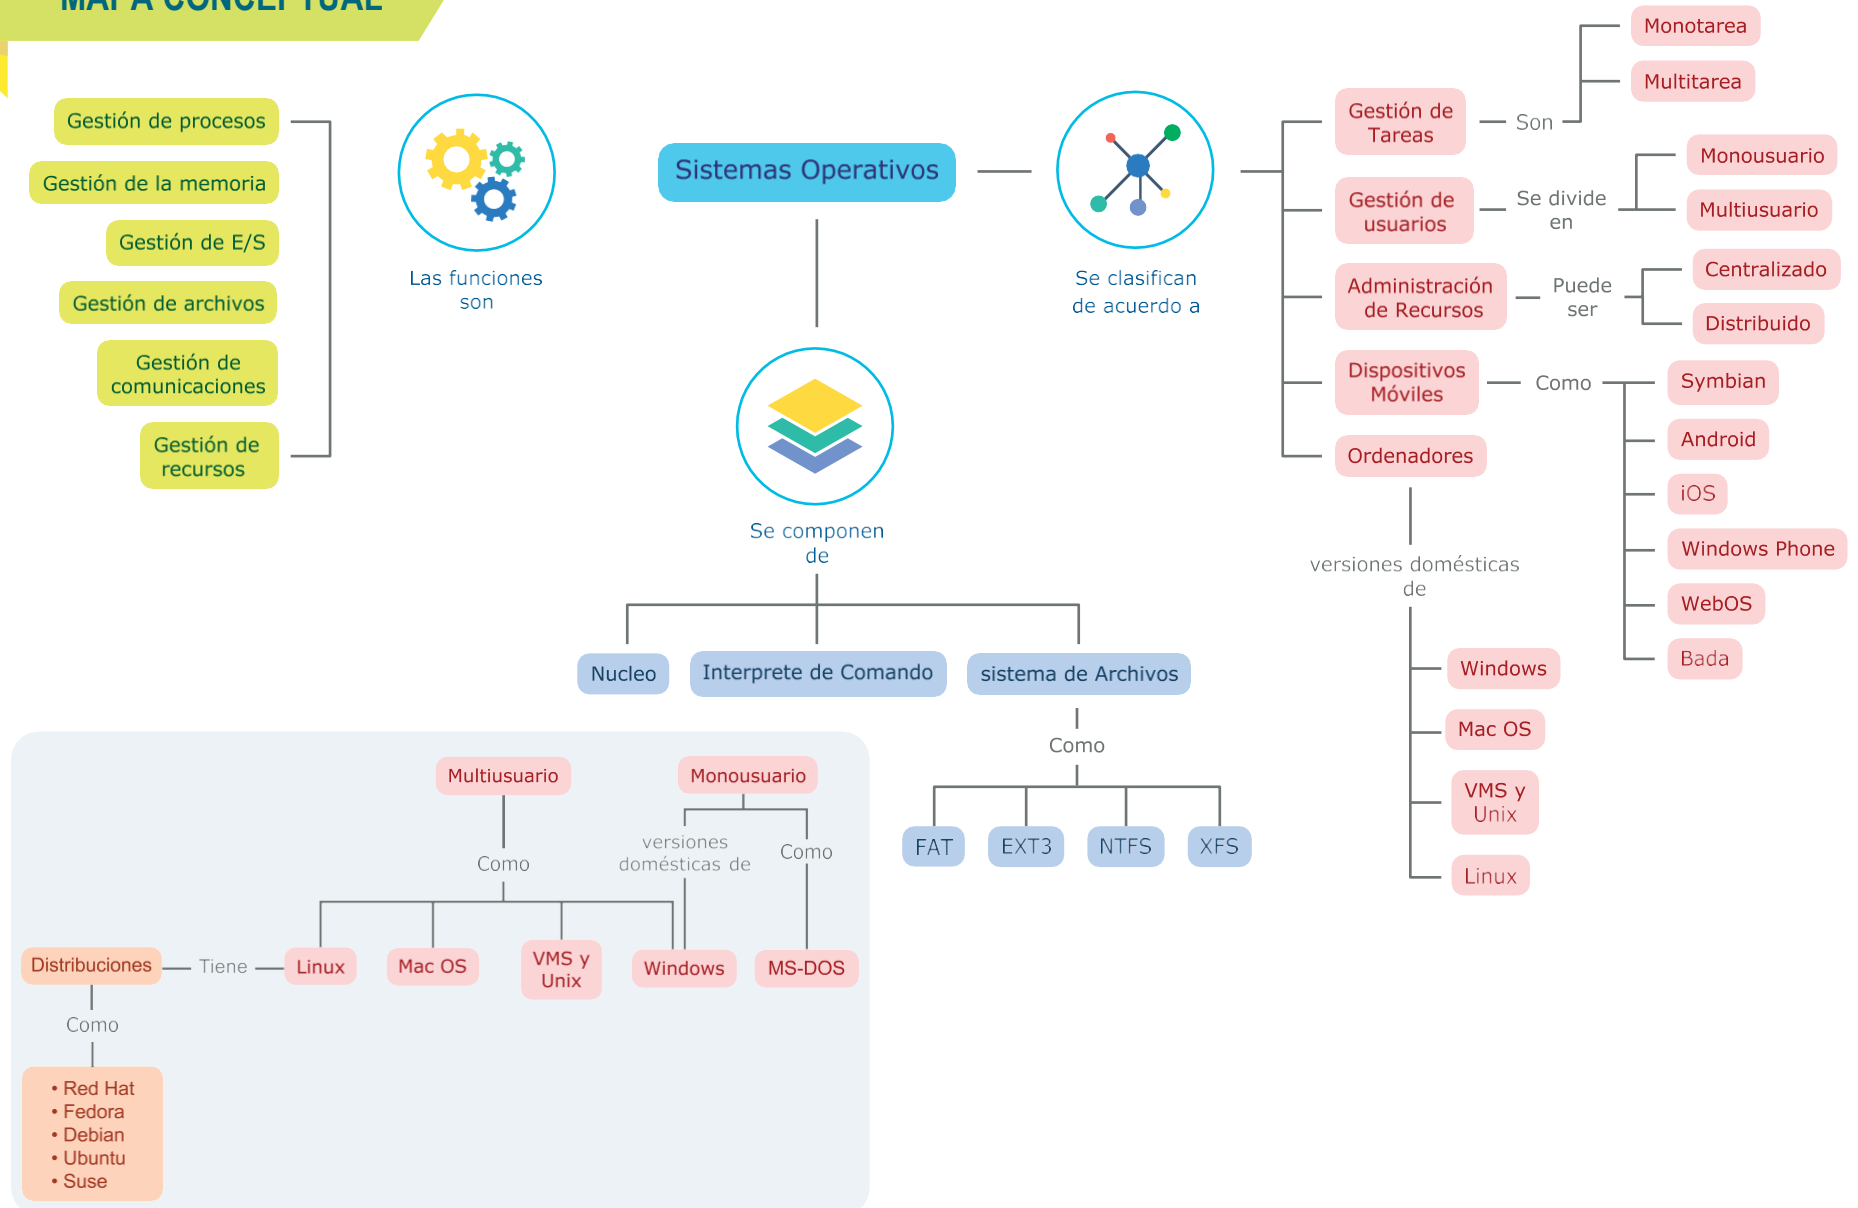 MAPA CONCEPTUAL
Gestión de procesos
Gestión de la memoria
Gestión de E/S
Gestión de archivos
Gestión de
comunicaciones
Gestión de
recursos
Las funciones
son
Sistemas Operativos
Se clasifican
de acuerdo a
Gestión de
Tareas
Son
Monotarea
Multitarea
Gestión de
usuarios
Se divide
en
Monousuario
Multiusuario
Administración
de Recursos
Puede
ser
Centralizado
Distribuido
Dispositivos
Móviles
Como
Symbian
Android
iOS
Windows Phone
WebOS
Bada
Ordenadores
versiones domésticas
de
Windows
Mac OS
VMS y
Unix
Linux
Se componen
de
Nucleo
Interprete de Comando
sistema de Archivos
Como
FAT
EXT3
NTFS
XFS
Multiusuario
Monousuario
Como
versiones
domésticas de
Como
Distribuciones
Tiene
Linux
Mac OS
VMS y
Unix
Windows
MS-DOS
Como
• Red Hat
• Fedora
• Debian
• Ubuntu
• Suse